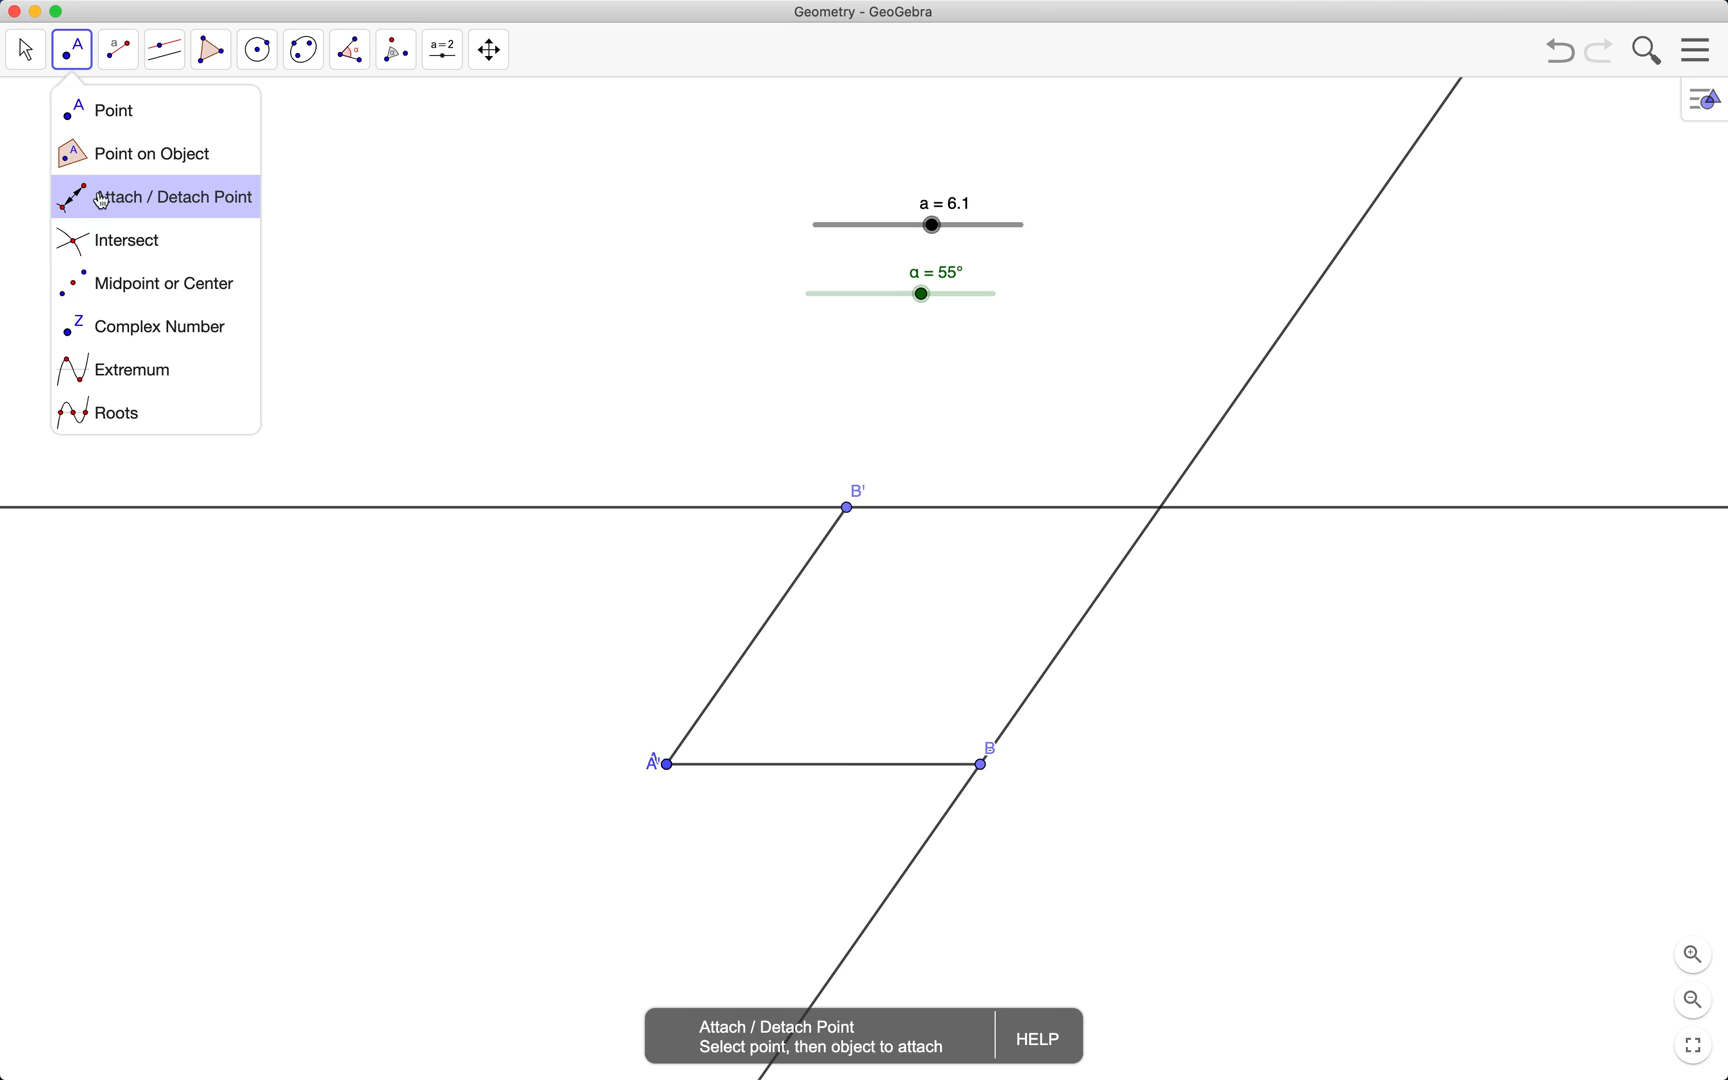 Geometry - GeoGebra
A
a
α
a=2
A Point
A Point on Object
Attach / Detach Point
Intersect
Midpoint or Center
Z Complex Number
Extremum
Roots
a = 6.1
α = 55°
B'
B
A'
Attach / Detach Point
Select point, then object to attach
HELP